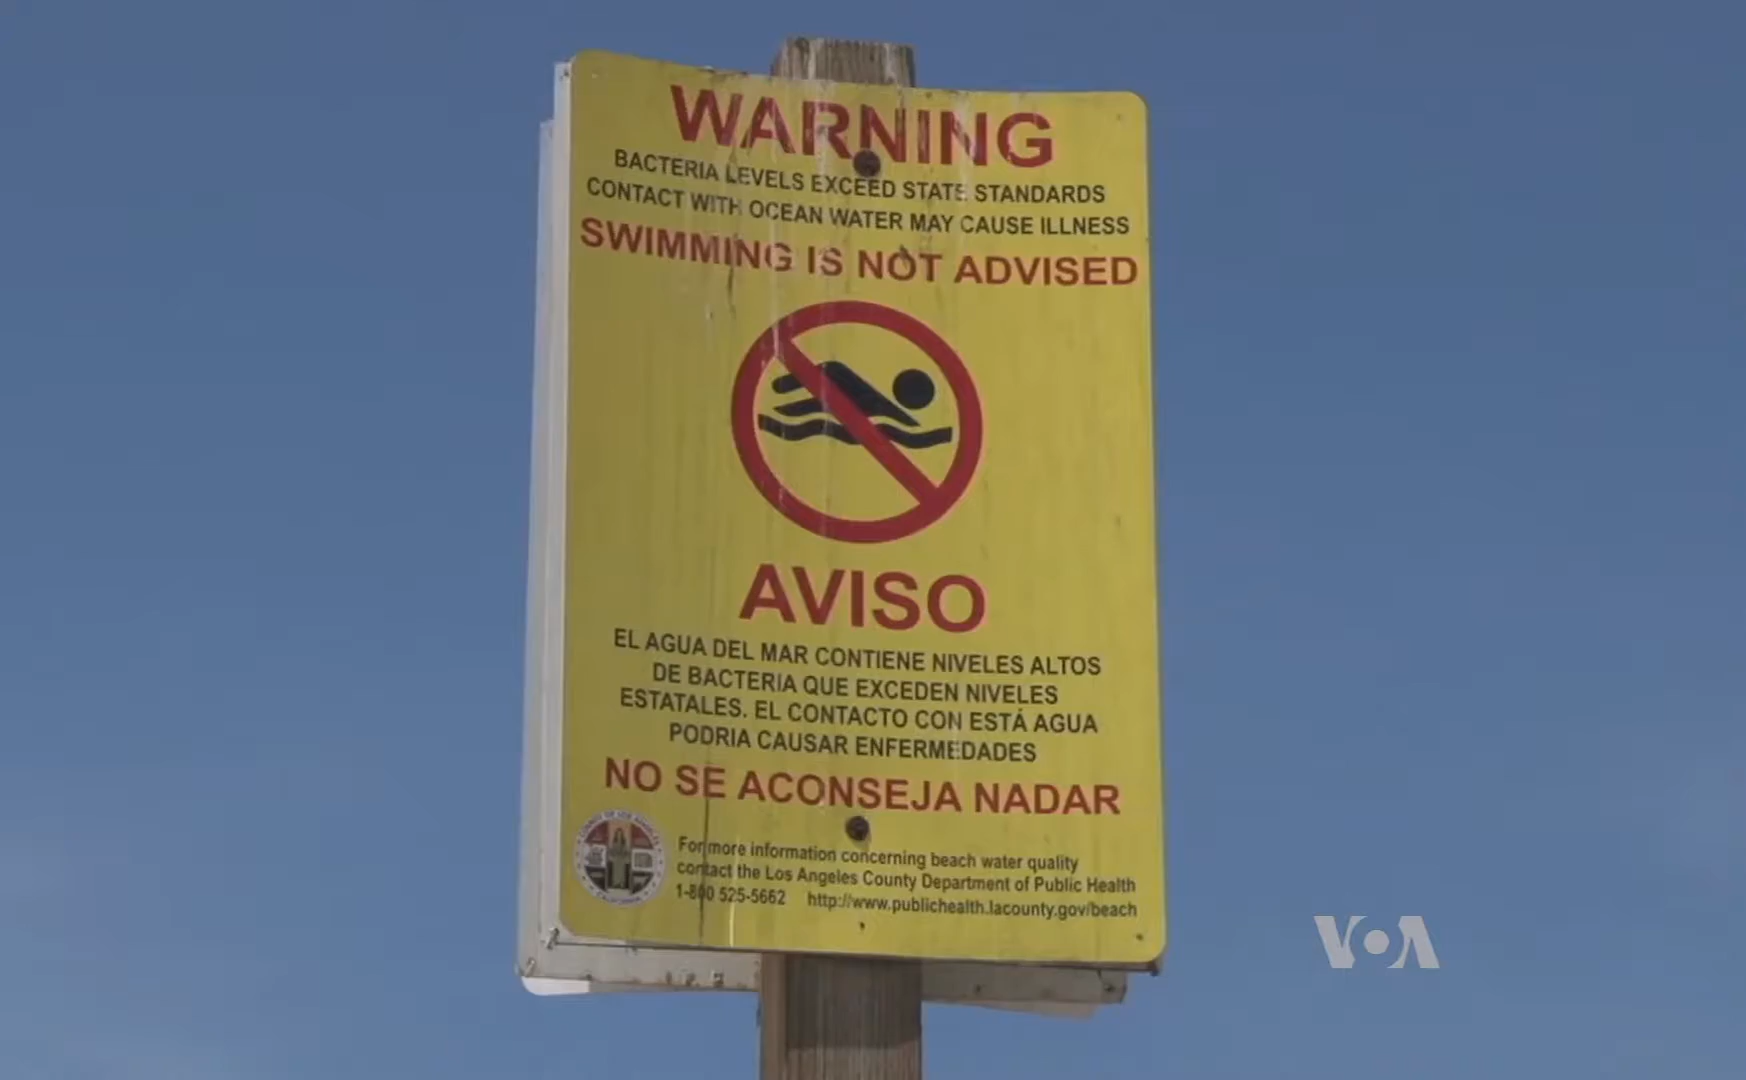 WARNING
BACTERIA LEVELS EXCEED STATE STANDARDS
CONTACT WITH OCEAN WATER MAY CAUSE ILLNESS
SWIMMING IS NOT ADVISED
AVISO
EL AGUA DEL MAR CONTIENE NIVELES ALTOS
DE BACTERIA QUE EXCEDEN NIVELES
ESTATALES. EL CONTACTO CON ESTÁ AGUA
PODRIA CAUSAR ENFERMEDADES
NO SE ACONSEJA NADAR
For more information concerning beach water quality
contact the Los Angeles County Department of Public Health
1-800 525-5662 http://www.publichealth.lacounty.gov/beach
VOA